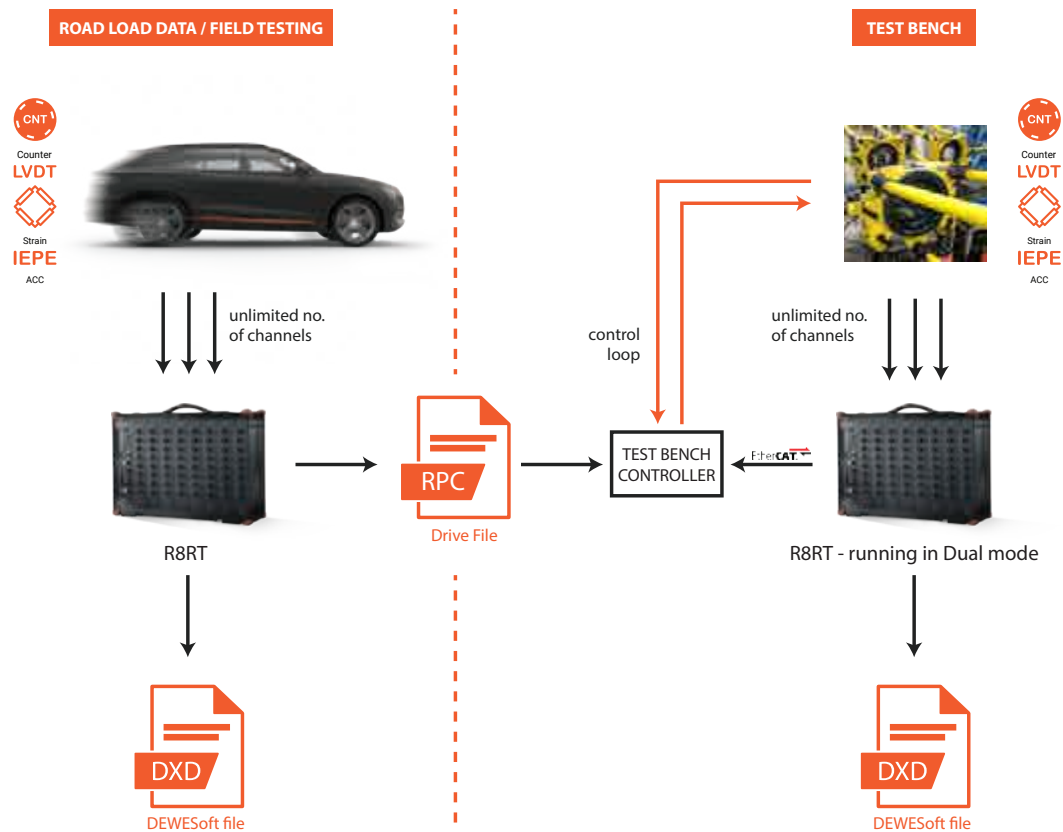 ROAD LOAD DATA / FIELD TESTING
TEST BENCH
CNT
Counter
LVDT
Strain
IEPE
ACC
CNT
Counter
LVDT
Strain
IEPE
ACC
unlimited no.
of channels
control
loop
unlimited no.
of channels
RPC
Drive File
TEST BENCH
CONTROLLER
EtherCAT
R8RT
R8RT - running in Dual mode
DXD
DEWESoft file
DXD
DEWESoft file